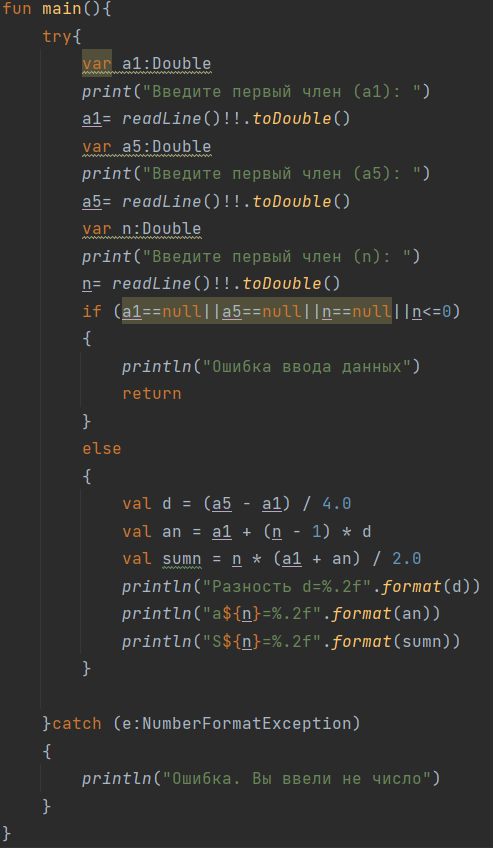 fun main(){
try{
var a1:Double
print("Введите первый член (a1): ")
a1= readLine()!!.toDouble()
var a5:Double
print("Введите первый член (a5): ")
a5= readLine()!!.toDouble()
var n:Double
print("Введите первый член (n): ")
n= readLine()!!.toDouble()
if (a1==null||a5==null||n==null||n<=0)
{
println("Ошибка ввода данных")
return
}
else
{
val d = (a5 - a1) / 4.0
val an = a1 + (n - 1) * d
val sumn = n * (a1 + an) / 2.0
println("Разность d=%.2f".format(d))
println("a${n}=%.2f".format(an))
println("S${n}=%.2f".format(sumn))
}
}catch (e:NumberFormatException)
{
println("Ошибка. Вы ввели не число")
}
}